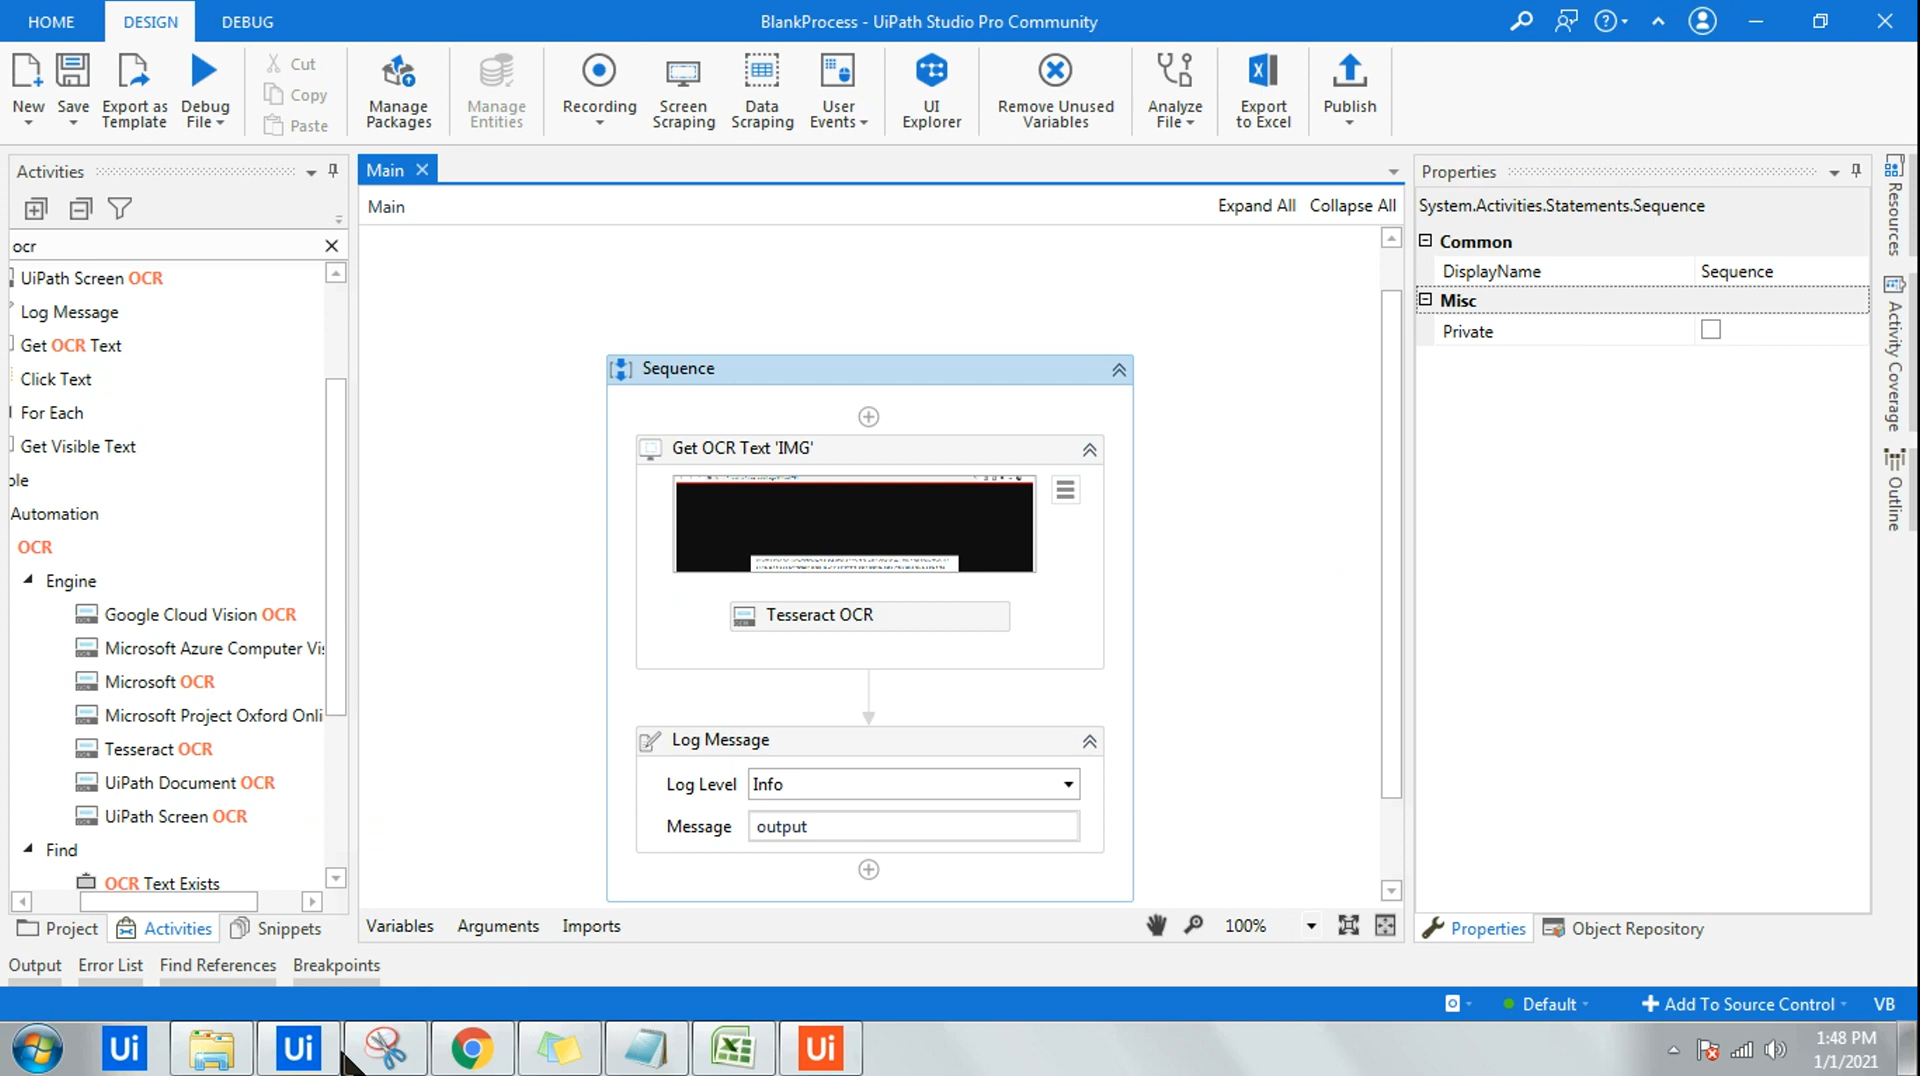 HOME DESIGN DEBUG BlankProcess - UiPath Studio Pro Community
New Save Export as Template Debug File Cut Copy Paste Manage Packages Manage Entities Recording Screen Scraping Data Scraping User Events UI Explorer Remove Unused Variables Analyze File Export to Excel Publish
Activities
ocr
UiPath Screen OCR
Log Message
Get OCR Text
Click Text
For Each
Get Visible Text
ole
Automation
OCR
Engine
Google Cloud Vision OCR
Microsoft Azure Computer Vi
Microsoft OCR
Microsoft Project Oxford Onli
Tesseract OCR
UiPath Document OCR
UiPath Screen OCR
Find
OCR Text Exists
Project Activities Snippets
Main
Main Expand All Collapse All
Sequence
Get OCR Text 'IMG'
Tesseract OCR
Log Message
Log Level Info
Message output
Variables Arguments Imports 100%
Properties
System.Activities.Statements.Sequence
Common
DisplayName Sequence
Misc
Private
Properties Object Repository
Resources
Activity Coverage
Outline
Output Error List Find References Breakpoints
Default Add To Source Control VB
Ui Ui Ui
1:48 PM
1/1/2021